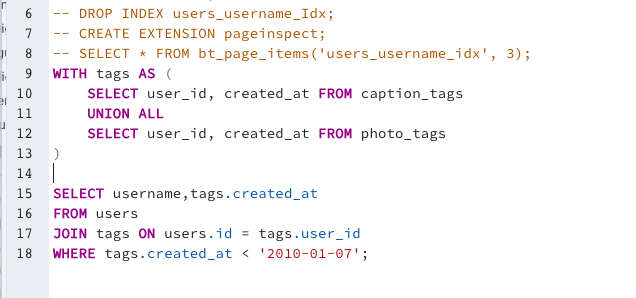 6 -- DROP INDEX users_username_Idx;
7 -- CREATE EXTENSION pageinspect;
8 -- SELECT * FROM bt_page_items('users_username_idx', 3);
9 WITH tags AS (
10     SELECT user_id, created_at FROM caption_tags
11     UNION ALL
12     SELECT user_id, created_at FROM photo_tags
13 )
14
15 SELECT username,tags.created_at
16 FROM users
17 JOIN tags ON users.id = tags.user_id
18 WHERE tags.created_at < '2010-01-07';